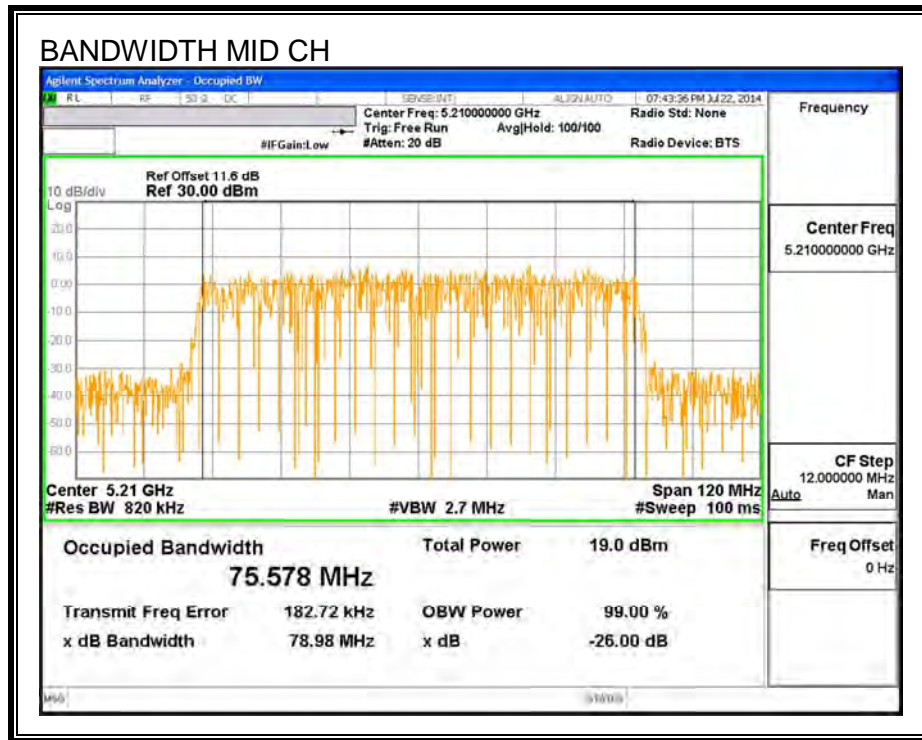 BANDWIDTH MID CH
Agilent Spectrum Analyzer - Occupied BW
RL RF 50 Ω DC SENSE:INT ALIGN AUTO 07:43:36 PM Jul 22, 2014
Center Freq: 5.210000000 GHz Radio Std: None
Trig: Free Run Avg|Hold: 100/100
#IFGain:Low #Atten: 20 dB Radio Device: BTS
Ref Offset 11.6 dB
10 dB/div Ref 30.00 dBm
Log
20.0
10.0
0.00
-10.0
-20.0
-30.0
-40.0
-50.0
-60.0
Center 5.21 GHz Span 120 MHz
#Res BW 820 kHz #VBW 2.7 MHz #Sweep 100 ms
Occupied Bandwidth Total Power 19.0 dBm
75.578 MHz
Transmit Freq Error 182.72 kHz OBW Power 99.00 %
x dB Bandwidth 78.98 MHz x dB -26.00 dB
MSG STATUS
Frequency
Center Freq
5.210000000 GHz
CF Step
12.000000 MHz
Auto Man
Freq Offset
0 Hz